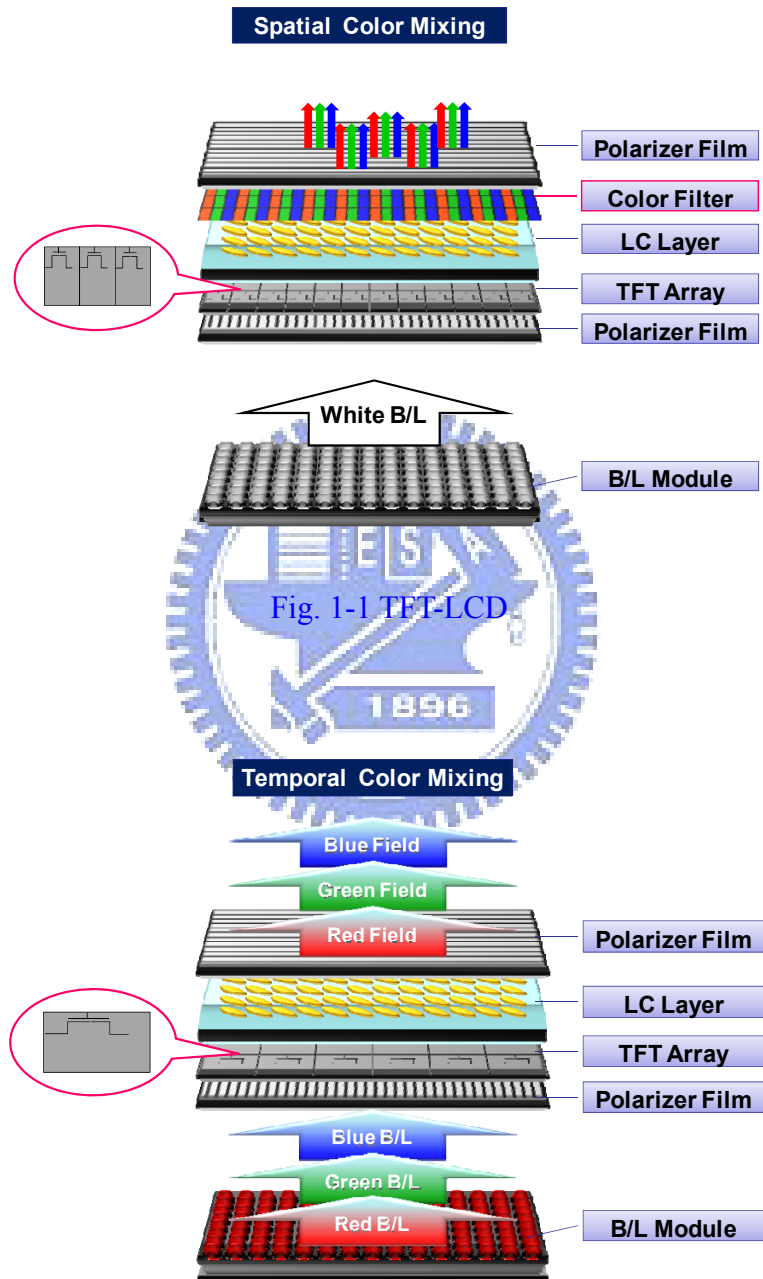 Spatial Color Mixing
Polarizer Film
Color Filter
LC Layer
TFT Array
Polarizer Film
White B/L
B/L Module
E S A
Fig. 1-1 TFT-LCD
1896
Temporal Color Mixing
Blue Field
Green Field
Red Field
Polarizer Film
LC Layer
TFT Array
Polarizer Film
Blue B/L
Green B/L
Red B/L
B/L Module